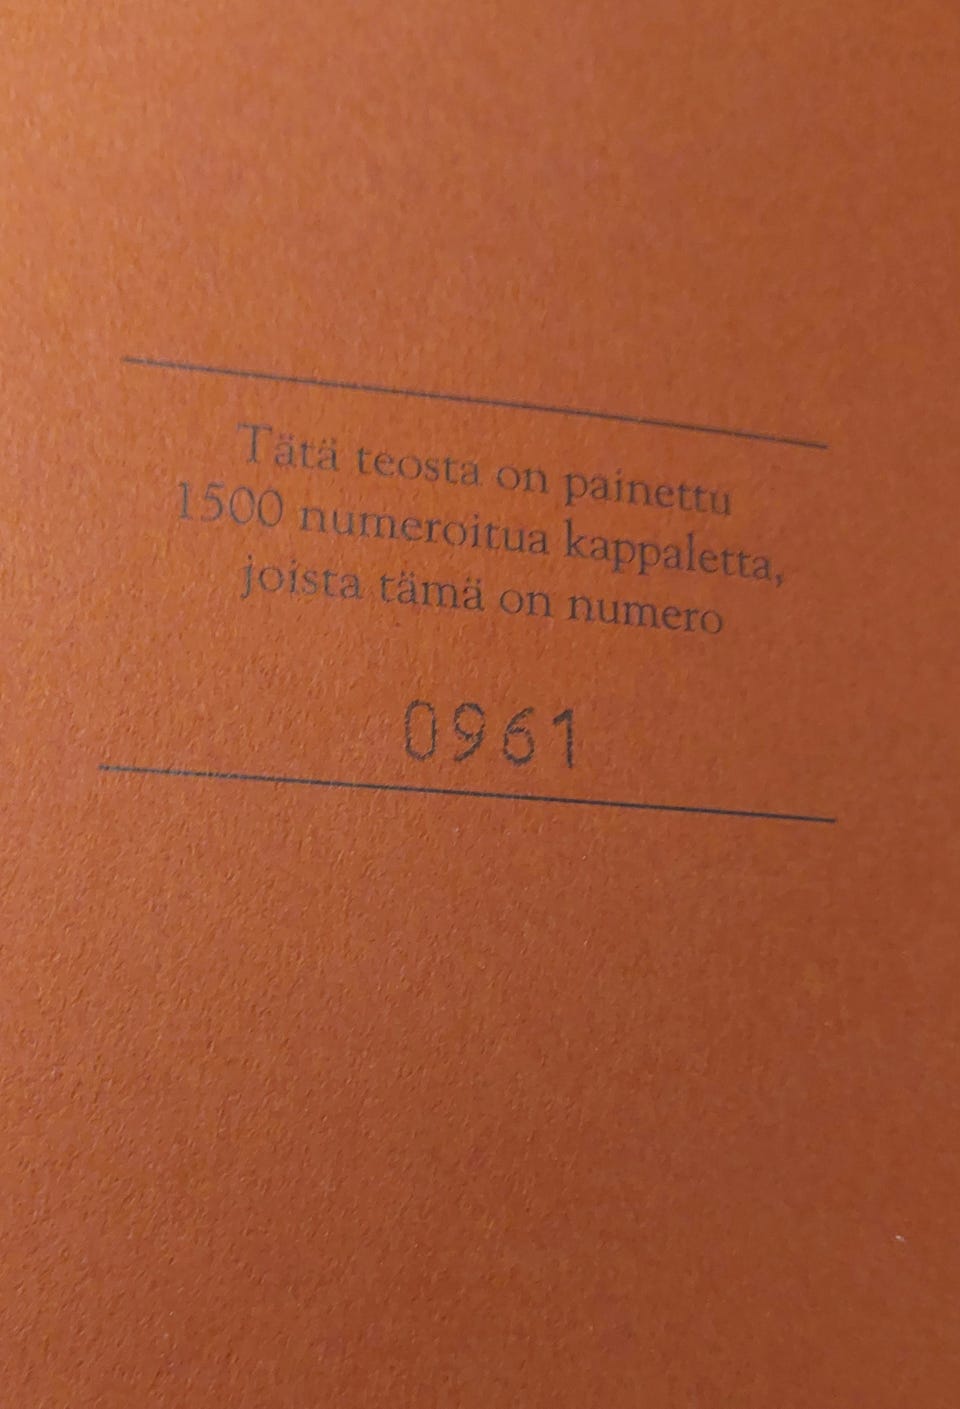 Tätä teosta on painettu
1500 numeroitua kappaletta,
joista tämä on numero
0961